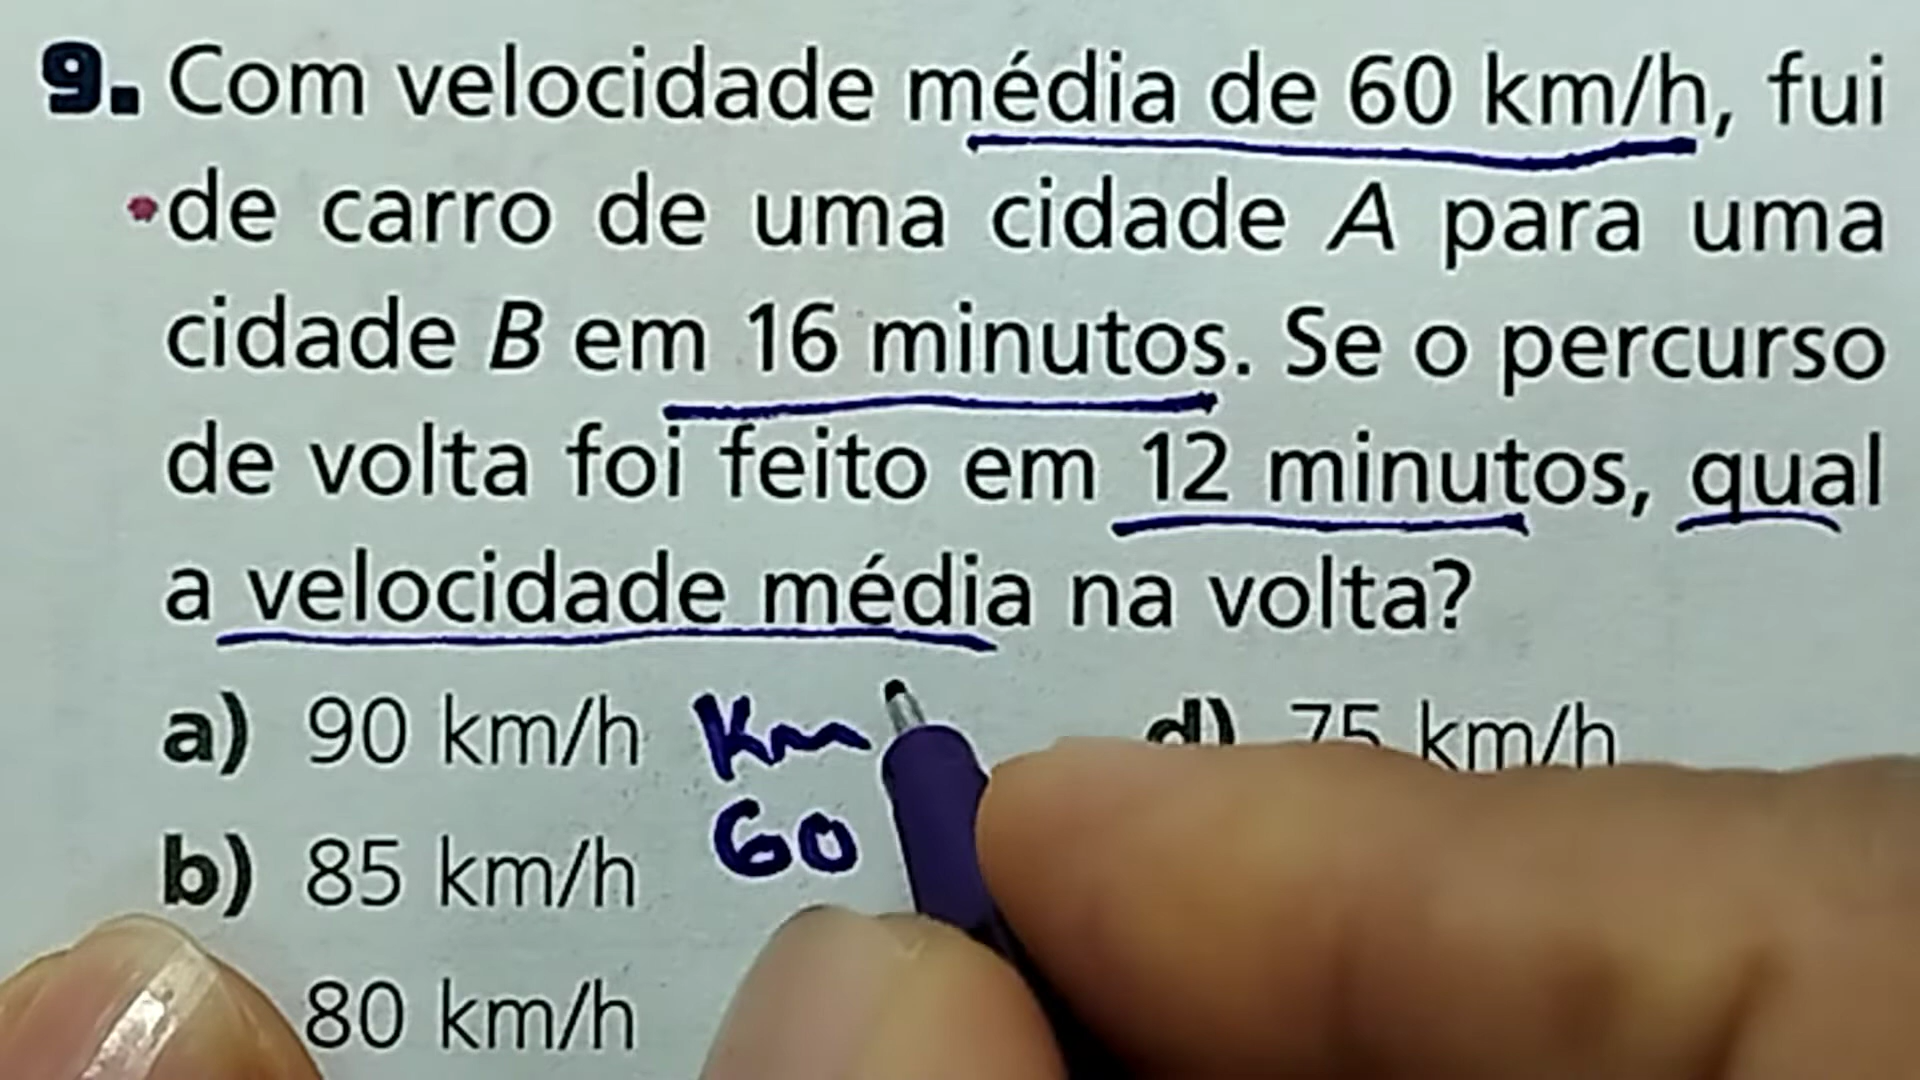 9. Com velocidade média de 60 km/h, fui
de carro de uma cidade A para uma
cidade B em 16 minutos. Se o percurso
de volta foi feito em 12 minutos, qual
a velocidade média na volta?
a) 90 km/h
Km
d) 75 km/h
b) 85 km/h
60
80 km/h